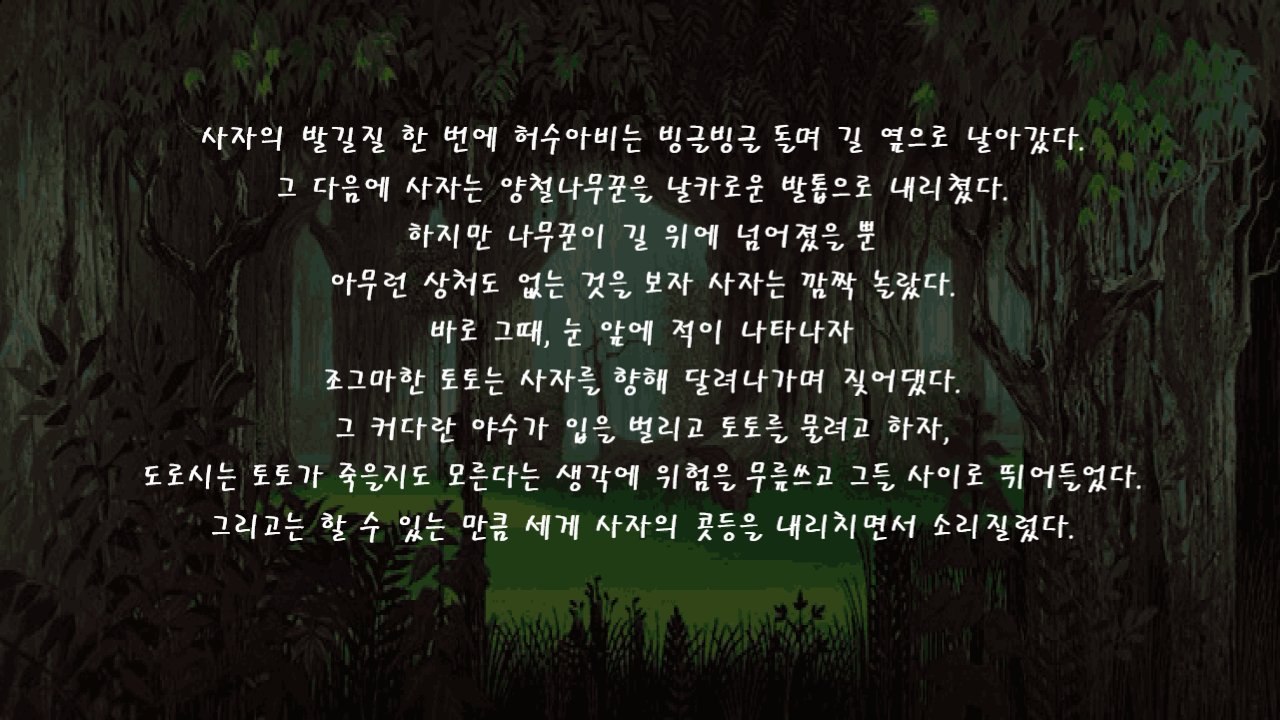 사자의 발길질 한 번에 허수아비는 빙글빙글 돌며 길 옆으로 날아갔다.
그 다음에 사자는 양철나무꾼을 날카로운 발톱으로 내리쳤다.
하지만 나무꾼이 길 위에 넘어졌을 뿐
아무런 상처도 없는 것을 보자 사자는 깜짝 놀랐다.
바로 그때, 눈 앞에 적이 나타나자
조그마한 토토는 사자를 향해 달려나가며 짖어댔다.
그 커다란 야수가 입을 벌리고 토토를 물려고 하자,
도로시는 토토가 죽을지도 모른다는 생각에 위험을 무릎쓰고 그들 사이로 뛰어들었다.
그리고는 할 수 있는 만큼 세게 사자의 콧등을 내리치면서 소리질렀다.